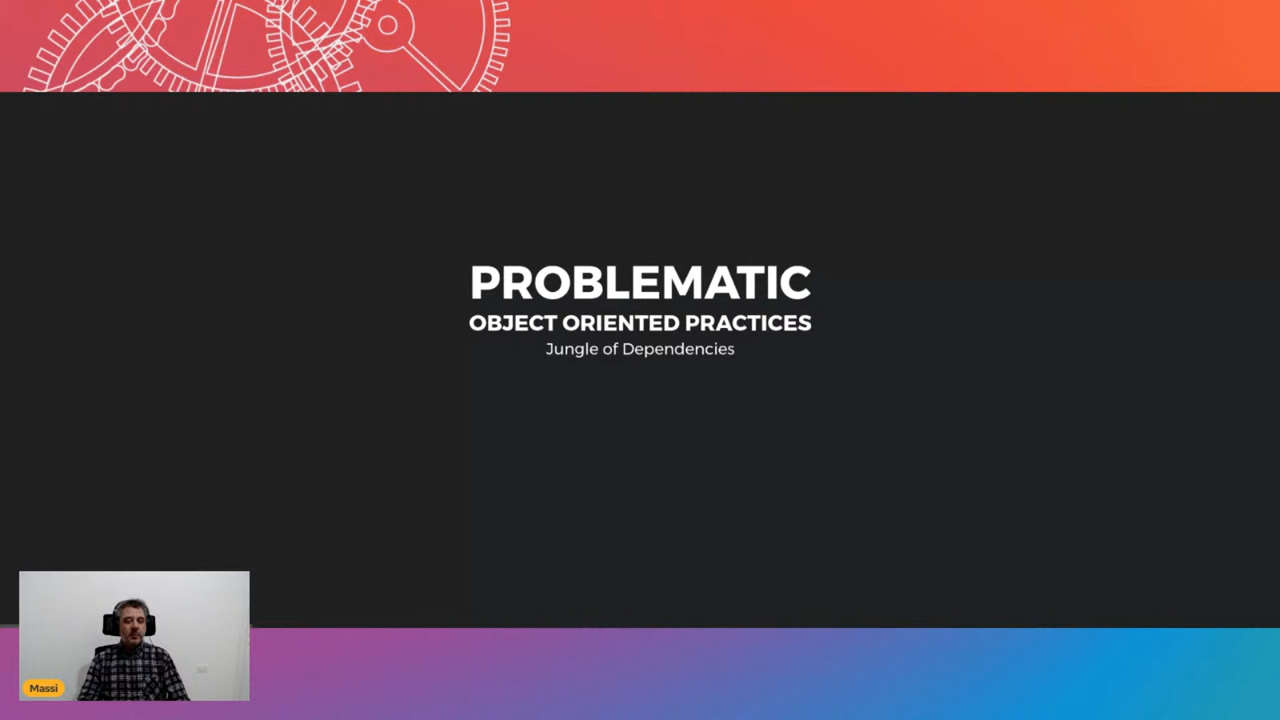 PROBLEMATIC
OBJECT ORIENTED PRACTICES
Jungle of Dependencies
Massi